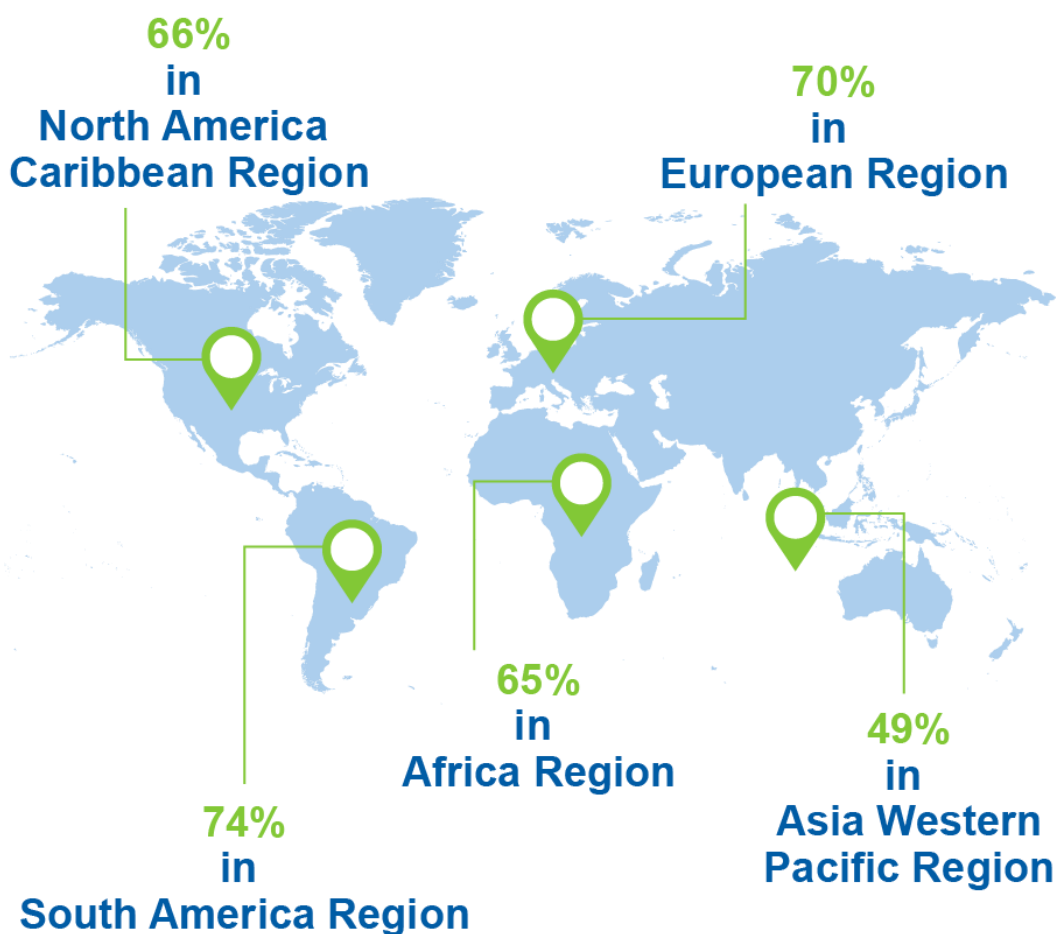 66%
in
North America
Caribbean Region
70%
in
European Region
65%
in
Africa Region
49%
in
Asia Western
Pacific Region
74%
in
South America Region